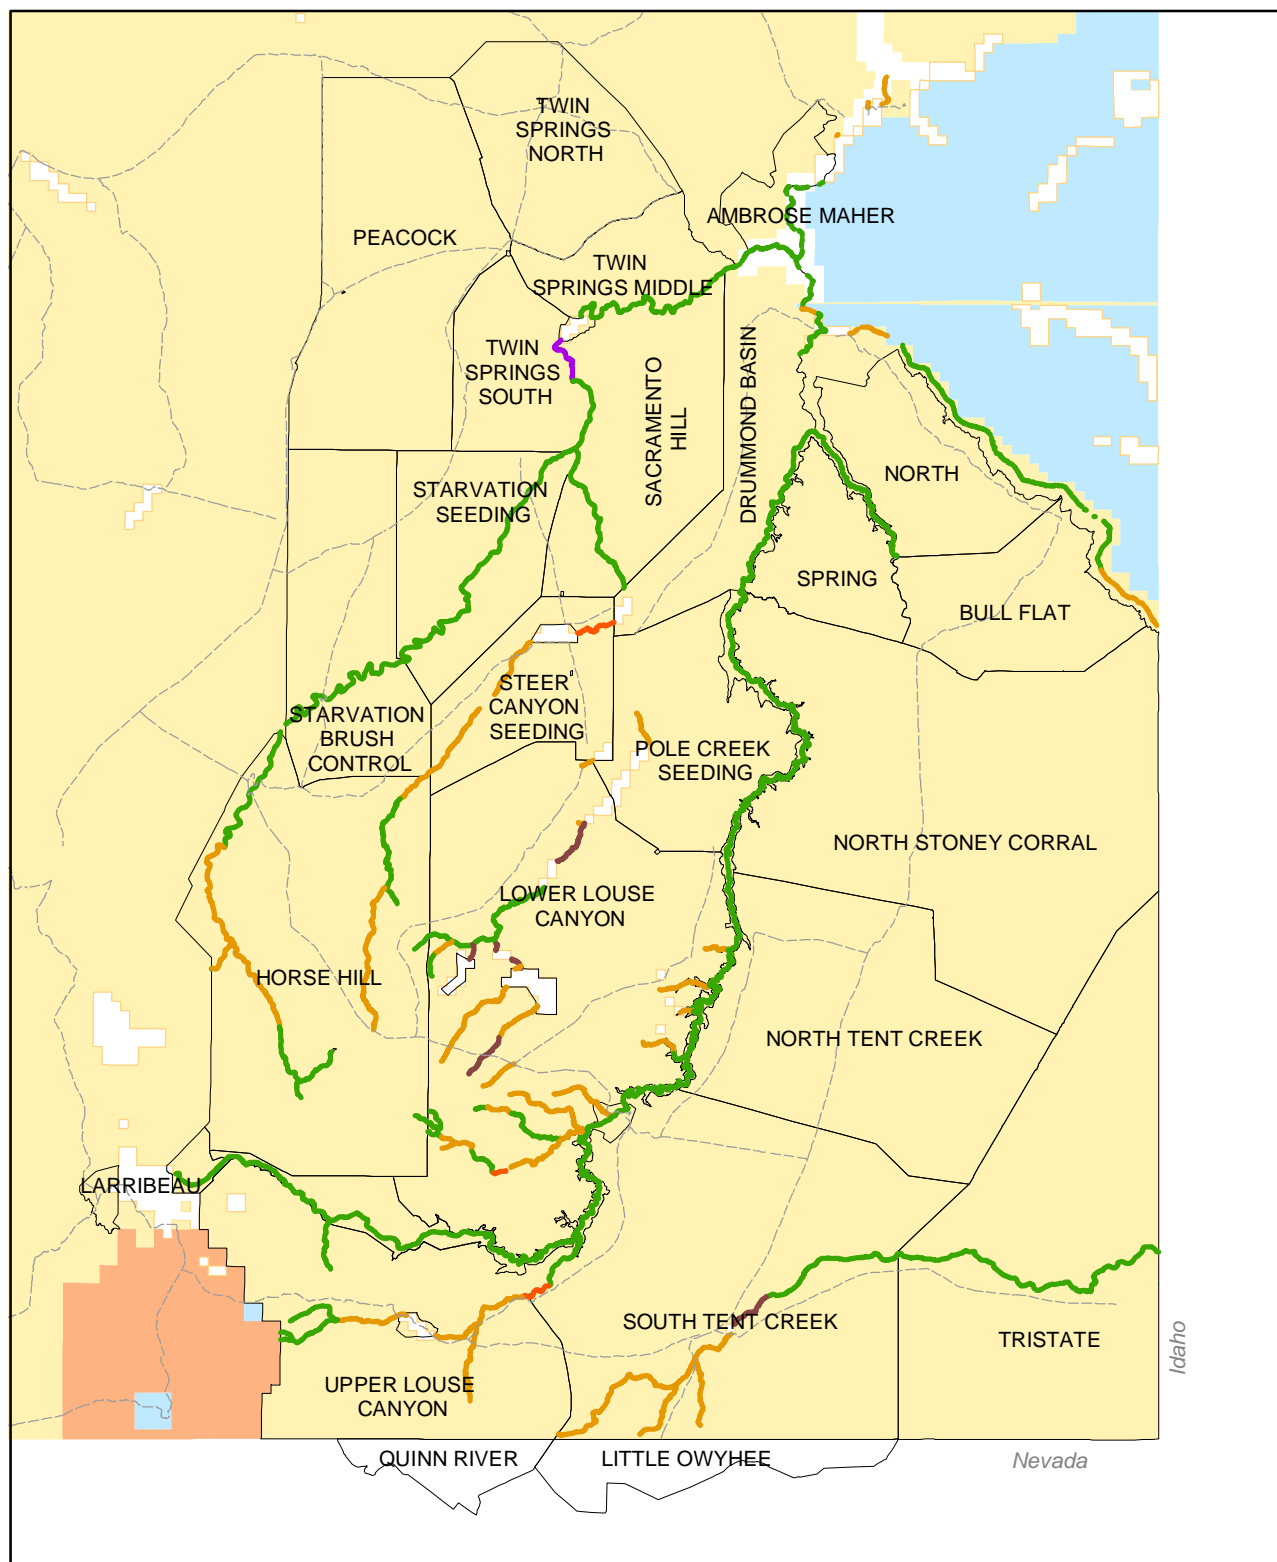 TWIN
SPRINGS
NORTH
AMBROSE MAHER
PEACOCK
TWIN
SPRINGS MIDDLE
TWIN
SPRINGS
SOUTH
SACRAMENTO
HILL
DRUMMOND BASIN
NORTH
STARVATION
SEEDING
SPRING
BULL FLAT
STEER
CANYON
SEEDING
STARVATION
BRUSH
CONTROL
POLE CREEK
SEEDING
NORTH STONEY CORRAL
LOWER LOUSE
CANYON
HORSE HILL
NORTH TENT CREEK
LARRIBEAU
SOUTH TENT CREEK
TRISTATE
Idaho
UPPER LOUSE
CANYON
QUINN RIVER
LITTLE OWYHEE
Nevada